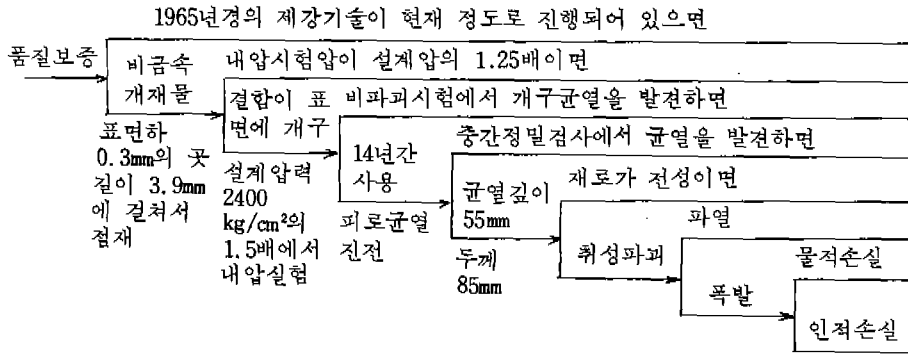 1965년경의 제강기술이 현재 정도로 진행되어 있으면
품질보증
비금속
개재물
내압시험압이 설계압의 1.25배이면
표면하
0.3mm의 곳
깊이 3.9mm
에 걸쳐서
점재
결함이 표
면에 개구
비파괴시험에서 개구균열을 발견하면
설계압력
2400
kg/cm²의
1.5배에서
내압실험
14년간
사용
중간정밀검사에서 균열을 발견하면
피로균열
진전
균열깊이
55mm
재료가 전성이면
두께
85mm
취성파괴
파열
폭발
물적손실
인적손실